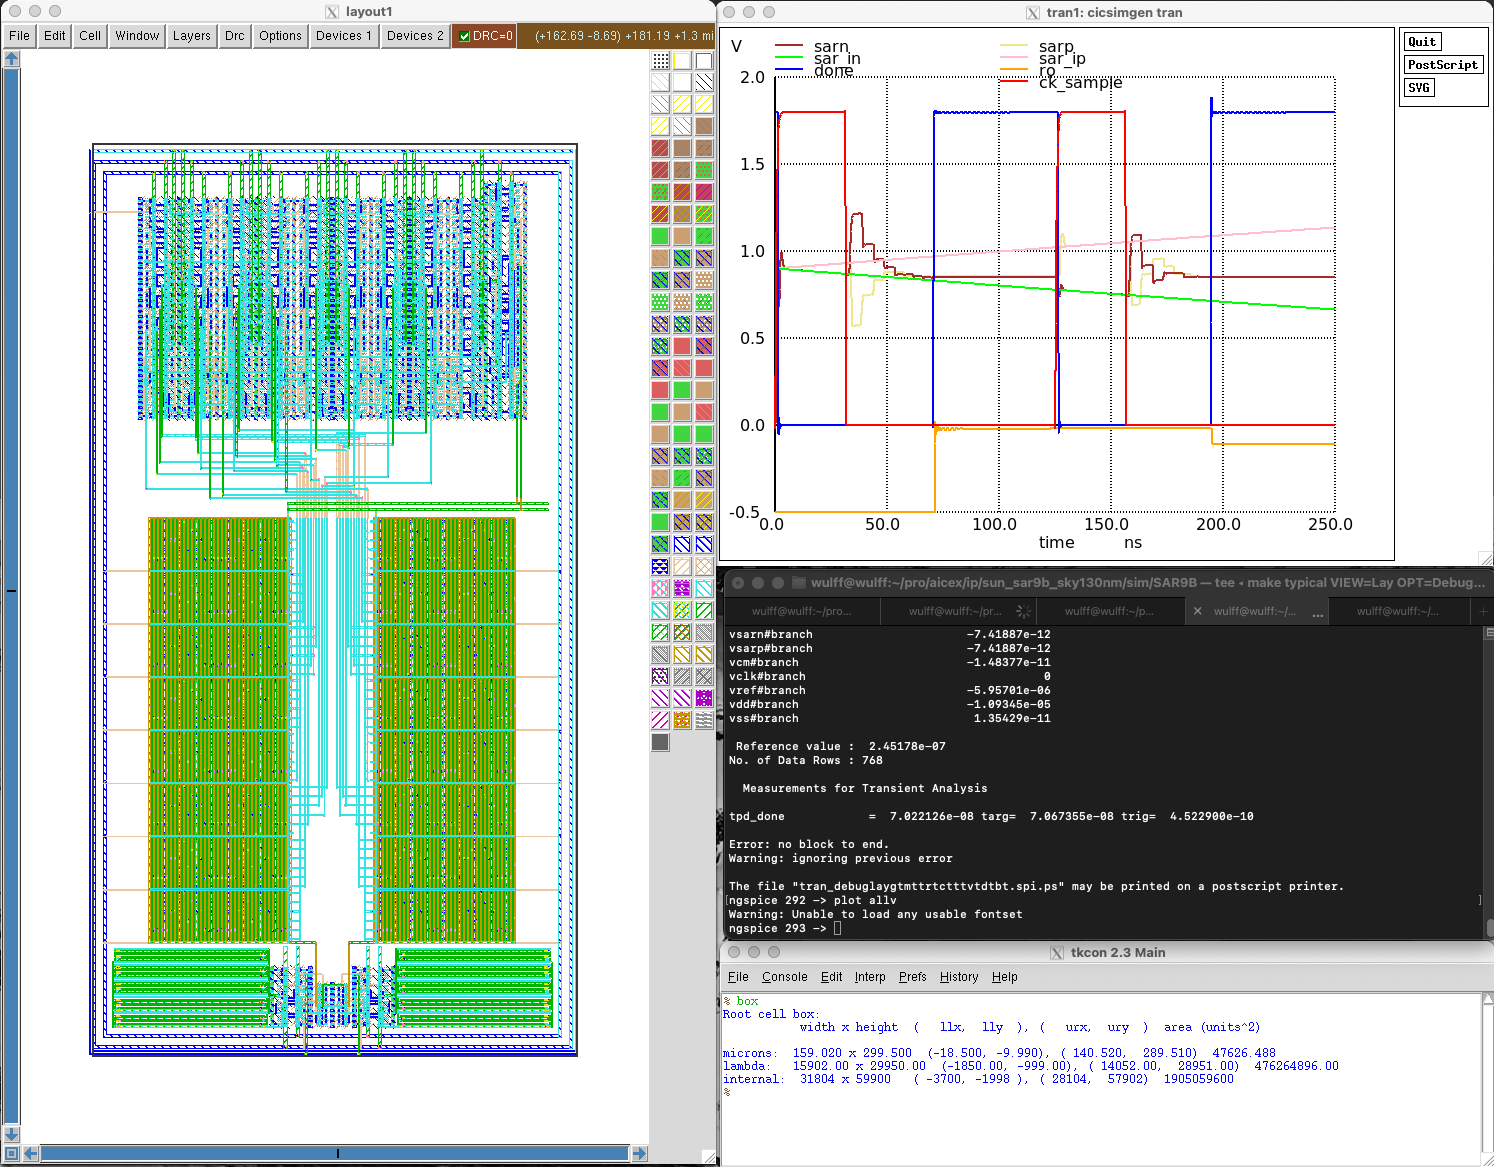 layout1
File Edit Cell Window Layers Drc Options Devices 1 Devices 2 DRC=0 (+162.69 -8.69) +181.19 +1.3 mi
tran1: cicsimgen tran
V
sarn sarp
sar_in sar_ip
done ro
ck_sample
2.0
1.5
1.0
0.5
0.0
-0.5
0.0 50.0 100.0 150.0 200.0 250.0
time ns
Quit
PostScript
SVG
wulff@wulff:~/pro/aicex/ip/sun_sar9b_sky130nm/sim/SAR9B — tee ◂ make typical VIEW=Lay OPT=Debug...
wulff@wulff:~/pro... wulff@wulff:~/pr... wulff@wulff:~/p... wulff@wulff:~/... wulff@wulff:~/...
vsarn#branch -7.41887e-12
vsarp#branch -7.41887e-12
vcm#branch -1.48377e-11
vclk#branch 0
vref#branch -5.95701e-06
vdd#branch -1.09345e-05
vss#branch 1.35429e-11
Reference value : 2.45178e-07
No. of Data Rows : 768
Measurements for Transient Analysis
tpd_done = 7.022126e-08 targ= 7.067355e-08 trig= 4.522900e-10
Error: no block to end.
Warning: ignoring previous error
The file "tran_debuglaygtmttrtctttvtdtbt.spi.ps" may be printed on a postscript printer.
[ngspice 292 -> plot allv ]
Warning: Unable to load any usable fontset
ngspice 293 ->
tkcon 2.3 Main
File Console Edit Interp Prefs History Help
% box
Root cell box:
width x height ( llx, lly ), ( urx, ury ) area (units^2)
microns: 159.020 x 299.500 (-18.500, -9.990), ( 140.520, 289.510) 47626.488
lambda: 15902.00 x 29950.00 (-1850.00, -999.00), ( 14052.00, 28951.00) 476264896.00
internal: 31804 x 59900 ( -3700, -1998 ), ( 28104, 57902) 1905059600
%